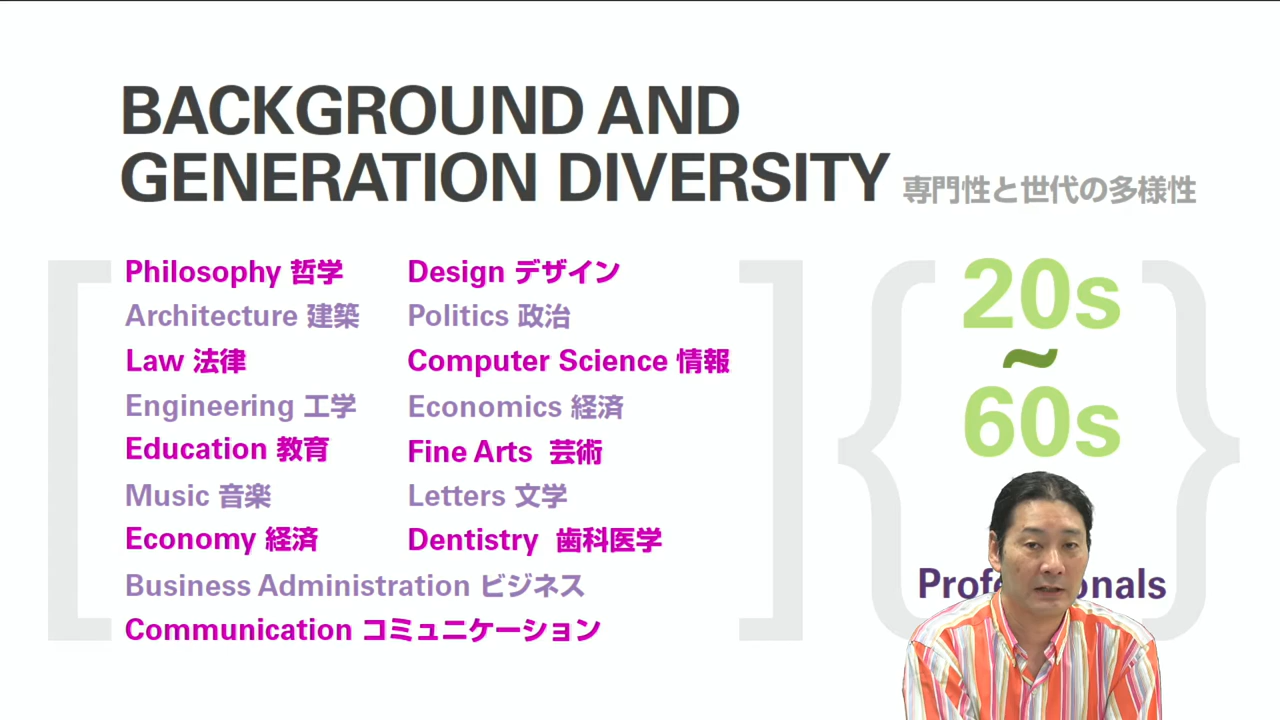 BACKGROUND AND
GENERATION DIVERSITY 専門性と世代の多様性
Philosophy 哲学
Architecture 建築
Law 法律
Engineering 工学
Education 教育
Music 音楽
Economy 経済
Business Administration ビジネス
Communication コミュニケーション
Design デザイン
Politics 政治
Computer Science 情報
Economics 経済
Fine Arts 芸術
Letters 文学
Dentistry 歯科医学
20s
~
60s